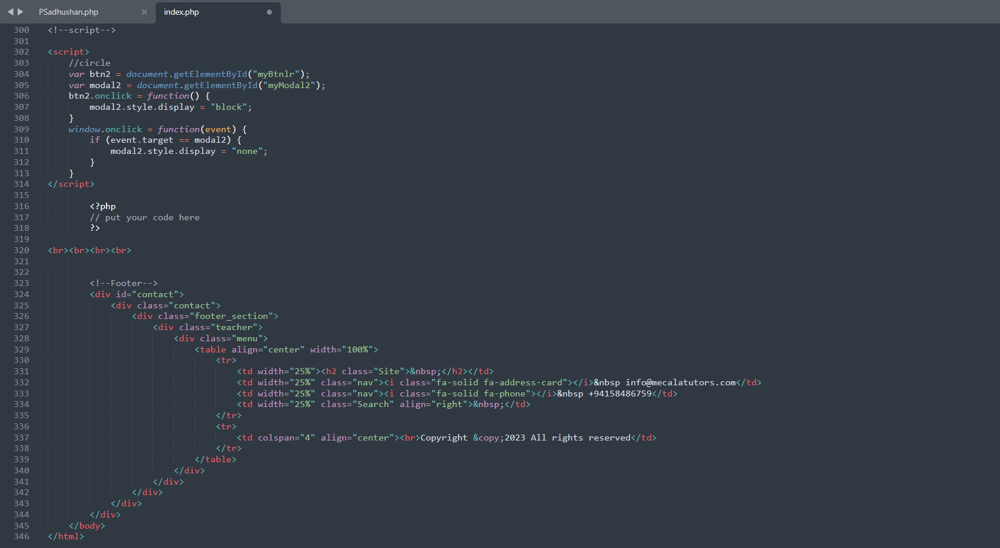 PSadhushan.php × index.php
300 <!--script-->
301
302 <script>
303     //circle
304     var btn2 = document.getElementById("myBtnlr");
305     var modal2 = document.getElementById("myModal2");
306     btn2.onclick = function() {
307         modal2.style.display = "block";
308     }
309     window.onclick = function(event) {
310         if (event.target == modal2) {
311             modal2.style.display = "none";
312         }
313     }
314 </script>
315
316         <?php
317         // put your code here
318         ?>
319
320 <br><br><br><br>
321
322
323         <!--Footer-->
324         <div id="contact">
325             <div class="contact">
326                 <div class="footer_section">
327                     <div class="teacher">
328                         <div class="menu">
329                             <table align="center" width="100%">
330                                 <tr>
331                                     <td width="25%"><h2 class="Site">&nbsp;</h2></td>
332                                     <td width="25%" class="nav"><i class="fa-solid fa-address-card"></i>&nbsp info@mecalatutors.com</td>
333                                     <td width="25%" class="nav"><i class="fa-solid fa-phone"></i>&nbsp +94158486759</td>
334                                     <td width="25%" class="Search" align="right">&nbsp;</td>
335                                 </tr>
336                                 <tr>
337                                     <td colspan="4" align="center"><br>Copyright &copy;2023 All rights reserved</td>
338                                 </tr>
339                             </table>
340                         </div>
341                     </div>
342                 </div>
343             </div>
344         </div>
345     </body>
346 </html>